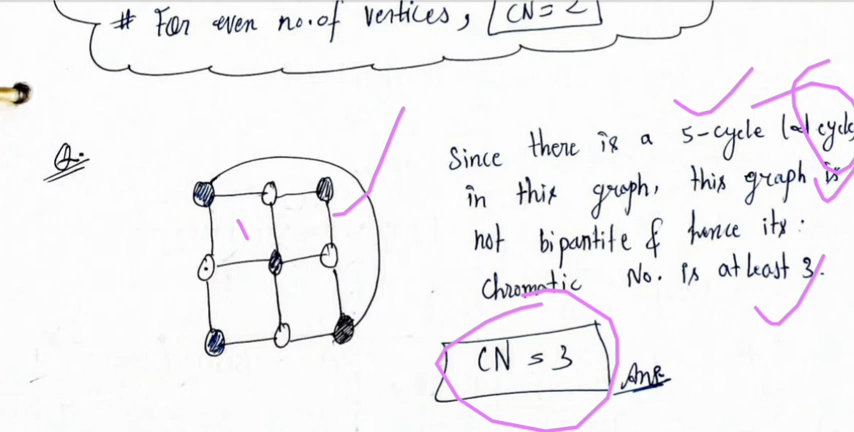 # For even no. of vertices, CN = 2
Q.
Since there is a 5-cycle (odd cycle
in this graph, this graph is
not bipantite & hence its.
Chromatic No. is at least 3.
CN = 3
Ans